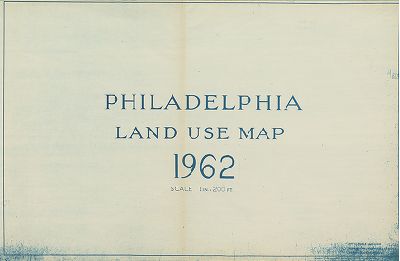 PHILADELPHIA
LAND USE MAP
1962
SCALE 1 IN.: 200 FT.